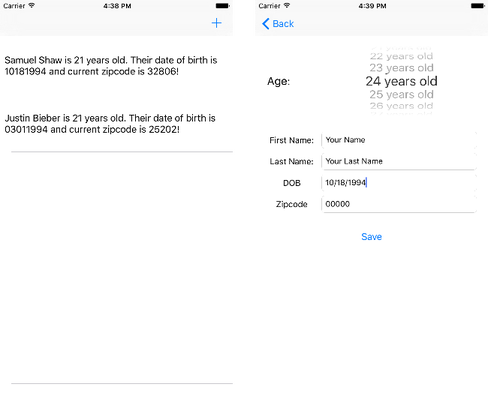 Carrier 4:38 PM
+
Samuel Shaw is 21 years old. Their date of birth is
10181994 and current zipcode is 32806!
Justin Bieber is 21 years old. Their date of birth is
03011994 and current zipcode is 25202!
Carrier 4:39 PM
Back
22 years old
23 years old
Age: 24 years old
25 years old
26 years old
First Name: Your Name
Last Name: Your Last Name
DOB 10/18/1994
Zipcode 00000
Save